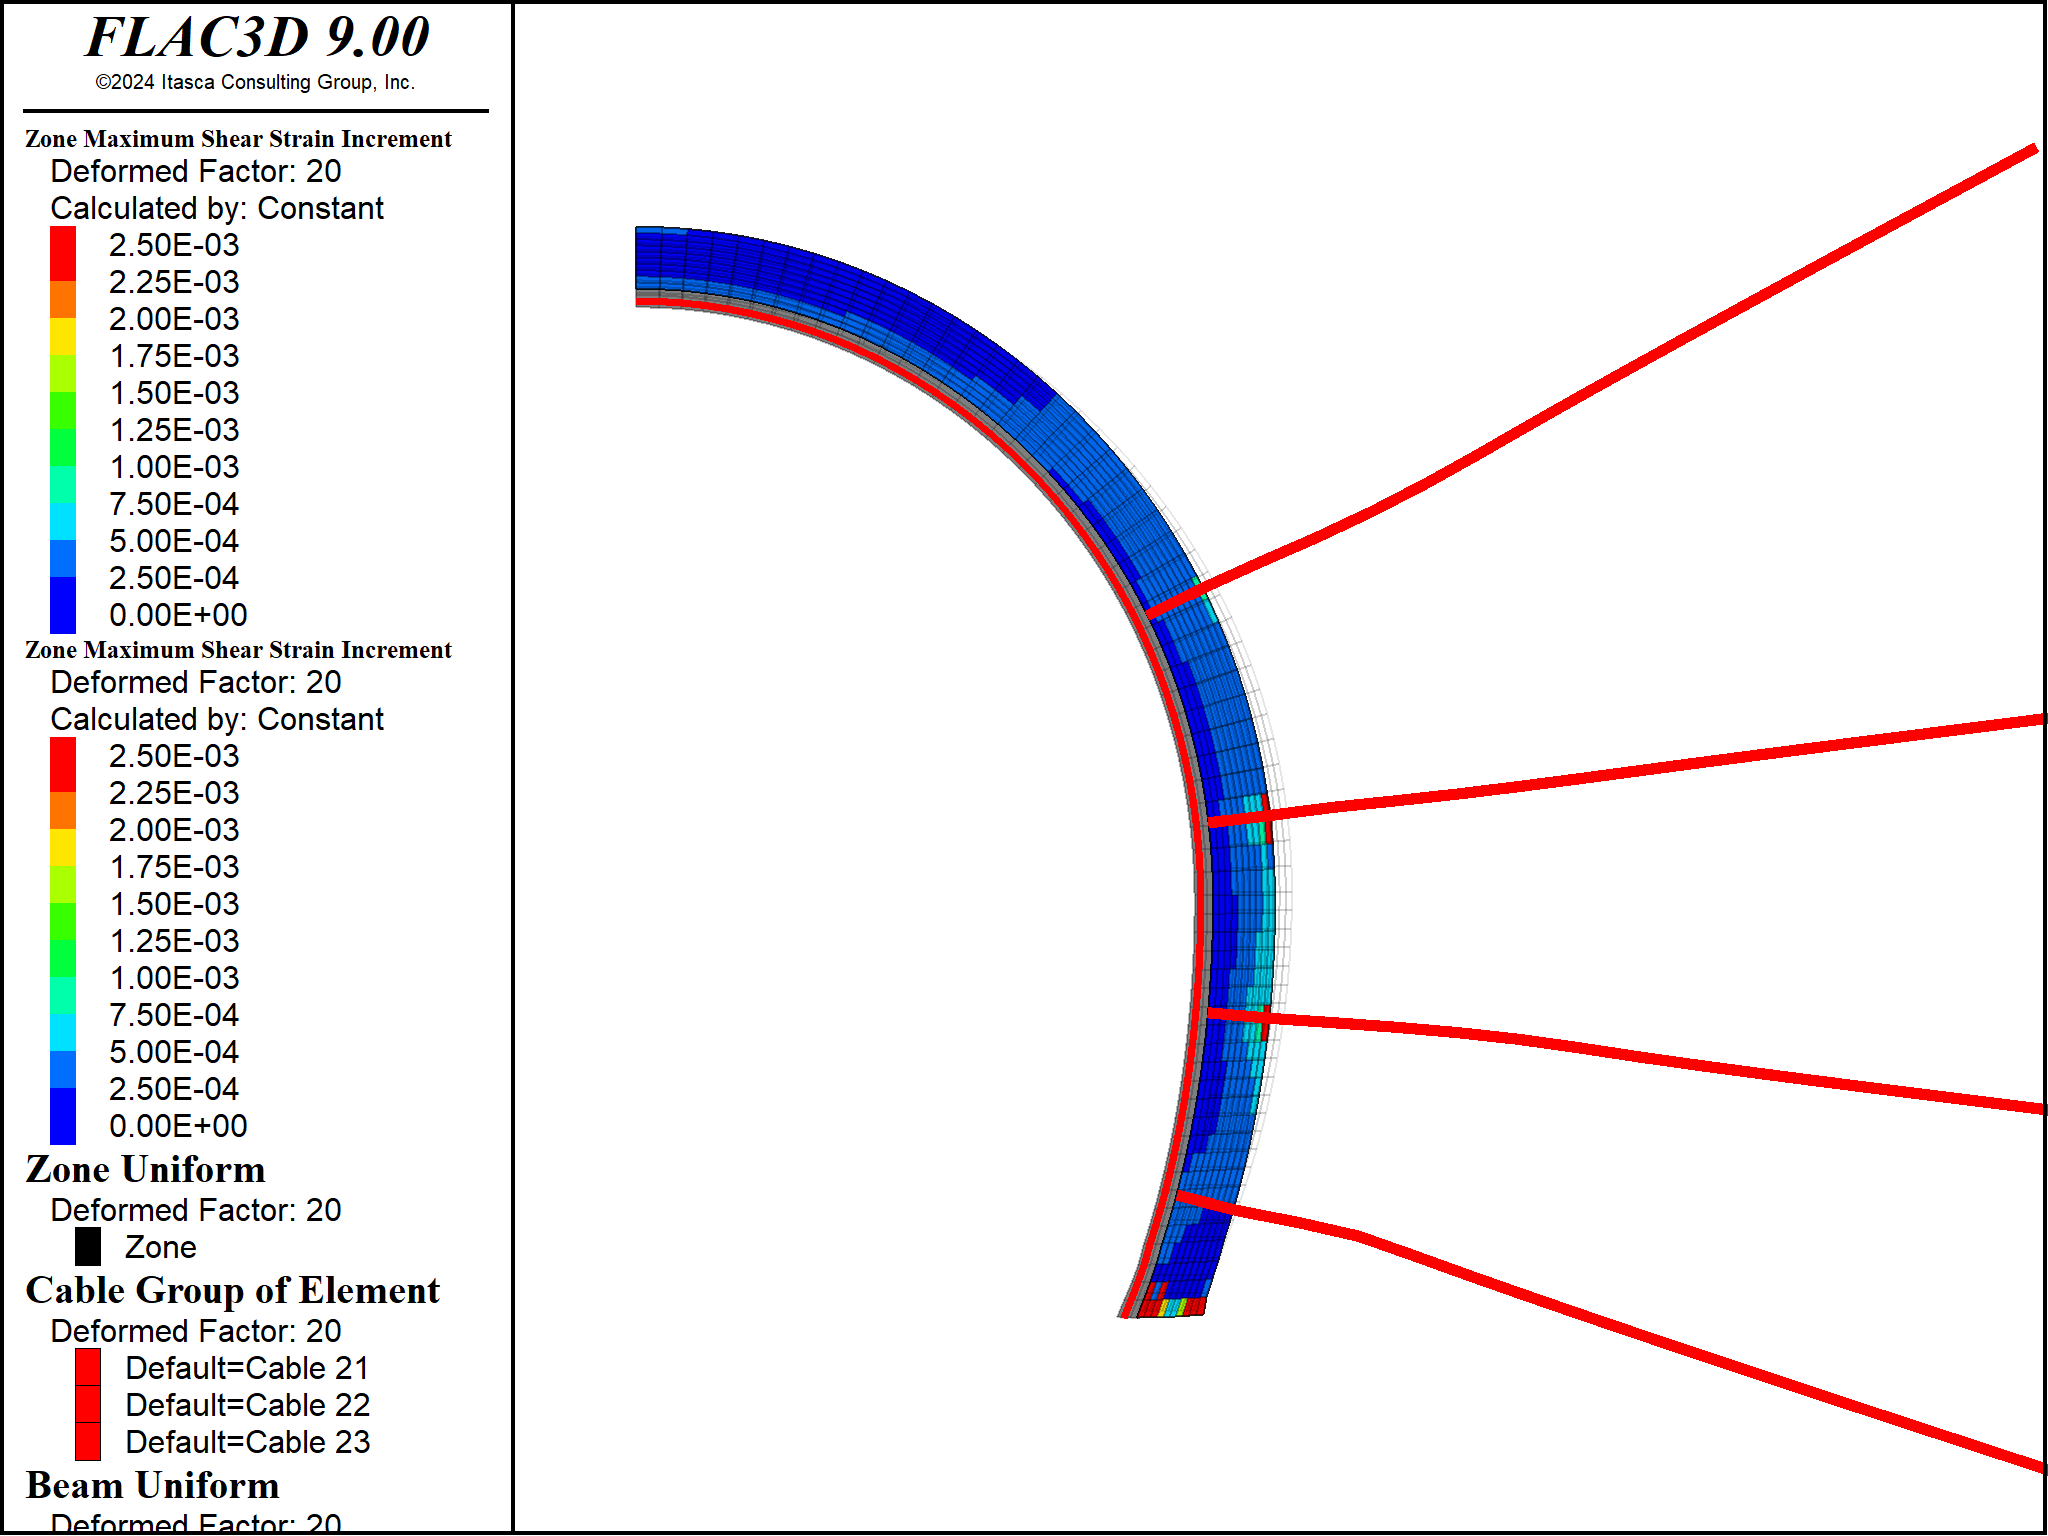 FLAC3D 9.00
©2024 Itasca Consulting Group, Inc.
Zone Maximum Shear Strain Increment
Deformed Factor: 20
Calculated by: Constant
2.50E-03
2.25E-03
2.00E-03
1.75E-03
1.50E-03
1.25E-03
1.00E-03
7.50E-04
5.00E-04
2.50E-04
0.00E+00
Zone Maximum Shear Strain Increment
Deformed Factor: 20
Calculated by: Constant
2.50E-03
2.25E-03
2.00E-03
1.75E-03
1.50E-03
1.25E-03
1.00E-03
7.50E-04
5.00E-04
2.50E-04
0.00E+00
Zone Uniform
Deformed Factor: 20
Zone
Cable Group of Element
Deformed Factor: 20
Default=Cable 21
Default=Cable 22
Default=Cable 23
Beam Uniform
Deformed Factor: 20